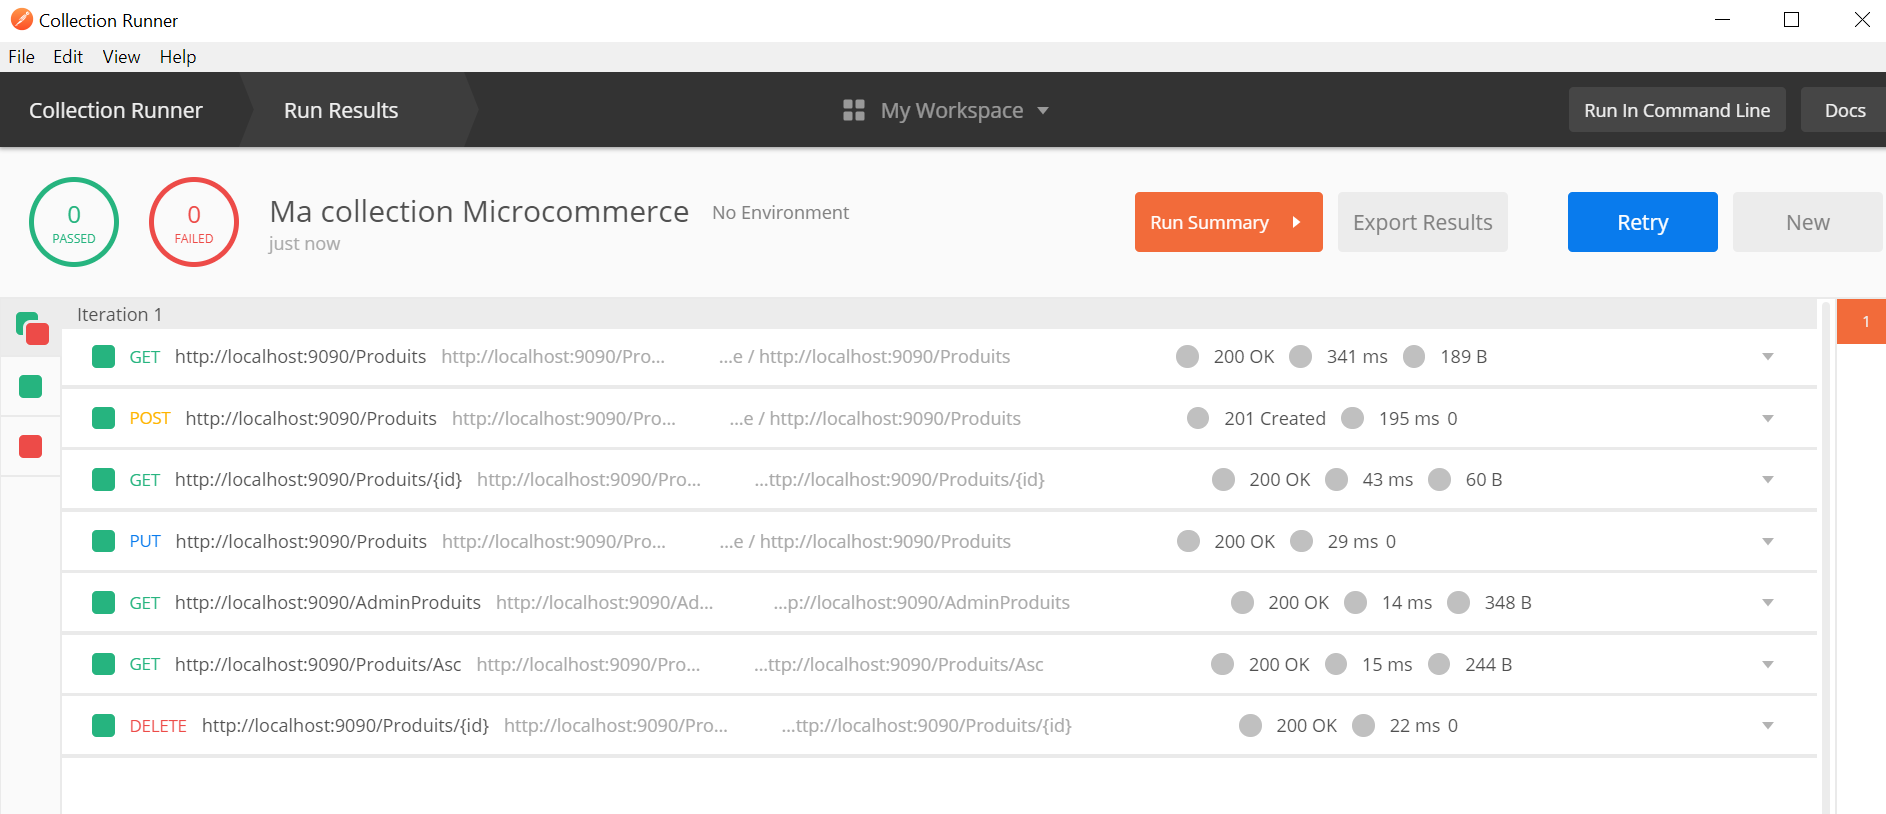 Collection Runner
File Edit View Help
Collection Runner Run Results My Workspace Run In Command Line Docs
0 PASSED
0 FAILED
Ma collection Microcommerce No Environment
just now
Run Summary Export Results Retry New
Iteration 1
1
GET http://localhost:9090/Produits http://localhost:9090/Pro... ...e / http://localhost:9090/Produits 200 OK 341 ms 189 B
POST http://localhost:9090/Produits http://localhost:9090/Pro... ...e / http://localhost:9090/Produits 201 Created 195 ms 0
GET http://localhost:9090/Produits/{id} http://localhost:9090/Pro... ...ttp://localhost:9090/Produits/{id} 200 OK 43 ms 60 B
PUT http://localhost:9090/Produits http://localhost:9090/Pro... ...e / http://localhost:9090/Produits 200 OK 29 ms 0
GET http://localhost:9090/AdminProduits http://localhost:9090/Ad... ...p://localhost:9090/AdminProduits 200 OK 14 ms 348 B
GET http://localhost:9090/Produits/Asc http://localhost:9090/Pro... ...ttp://localhost:9090/Produits/Asc 200 OK 15 ms 244 B
DELETE http://localhost:9090/Produits/{id} http://localhost:9090/Pro... ...ttp://localhost:9090/Produits/{id} 200 OK 22 ms 0